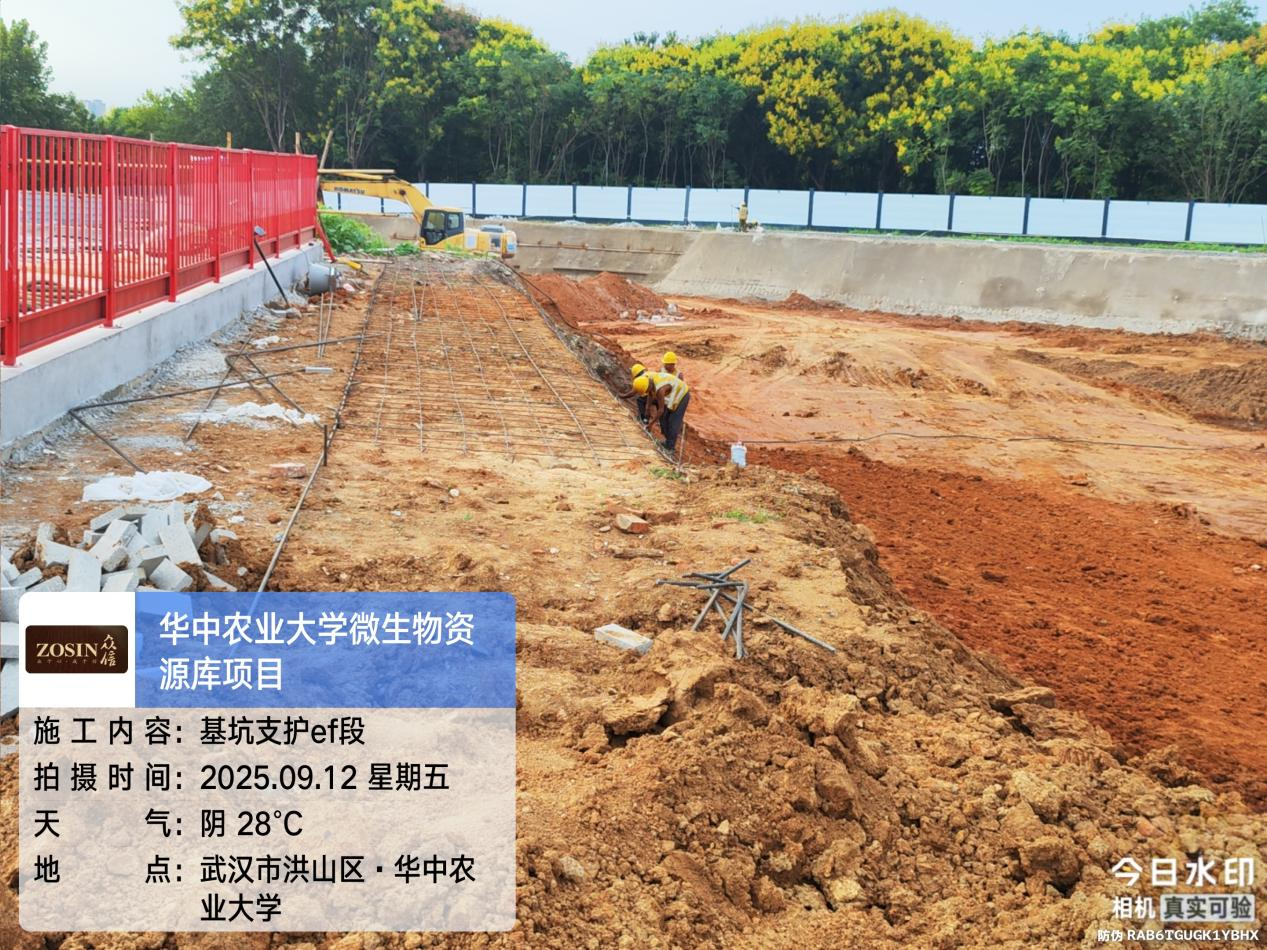 KOMATSU
ZOSIN 众信
华中农业大学微生物资
源库项目
施工内容：基坑支护ef段
拍摄时间：2025.09.12 星期五
天气：阴 28℃
地点：武汉市洪山区·华中农
业大学
今日水印
相机 真实可验
防伪 RAB6TGUGK1YBHX